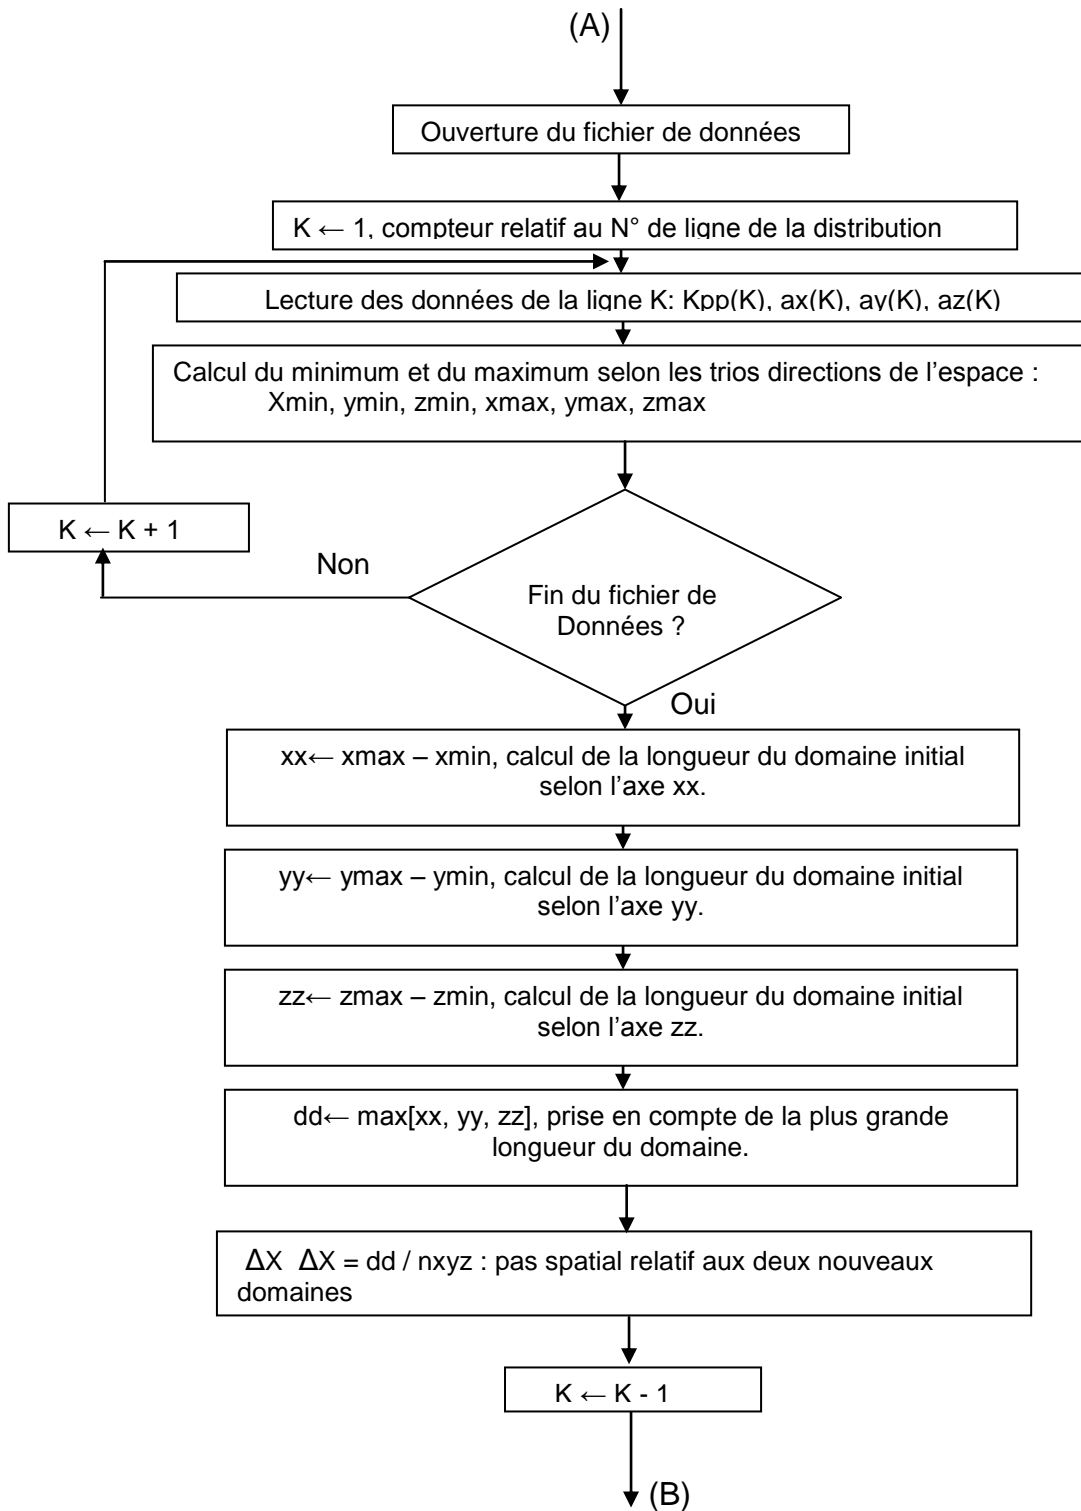 (A)
Ouverture du fichier de données
K ← 1, compteur relatif au N° de ligne de la distribution
Lecture des données de la ligne K: Kpp(K), ax(K), ay(K), az(K)
Calcul du minimum et du maximum selon les trios directions de l'espace :
Xmin, ymin, zmin, xmax, ymax, zmax
K ← K + 1
Non
Fin du fichier de
Données ?
Oui
xx← xmax – xmin, calcul de la longueur du domaine initial
selon l'axe xx.
yy← ymax – ymin, calcul de la longueur du domaine initial
selon l'axe yy.
zz← zmax – zmin, calcul de la longueur du domaine initial
selon l'axe zz.
dd← max[xx, yy, zz], prise en compte de la plus grande
longueur du domaine.
ΔX ΔX = dd / nxyz : pas spatial relatif aux deux nouveaux
domaines
K ← K - 1
(B)